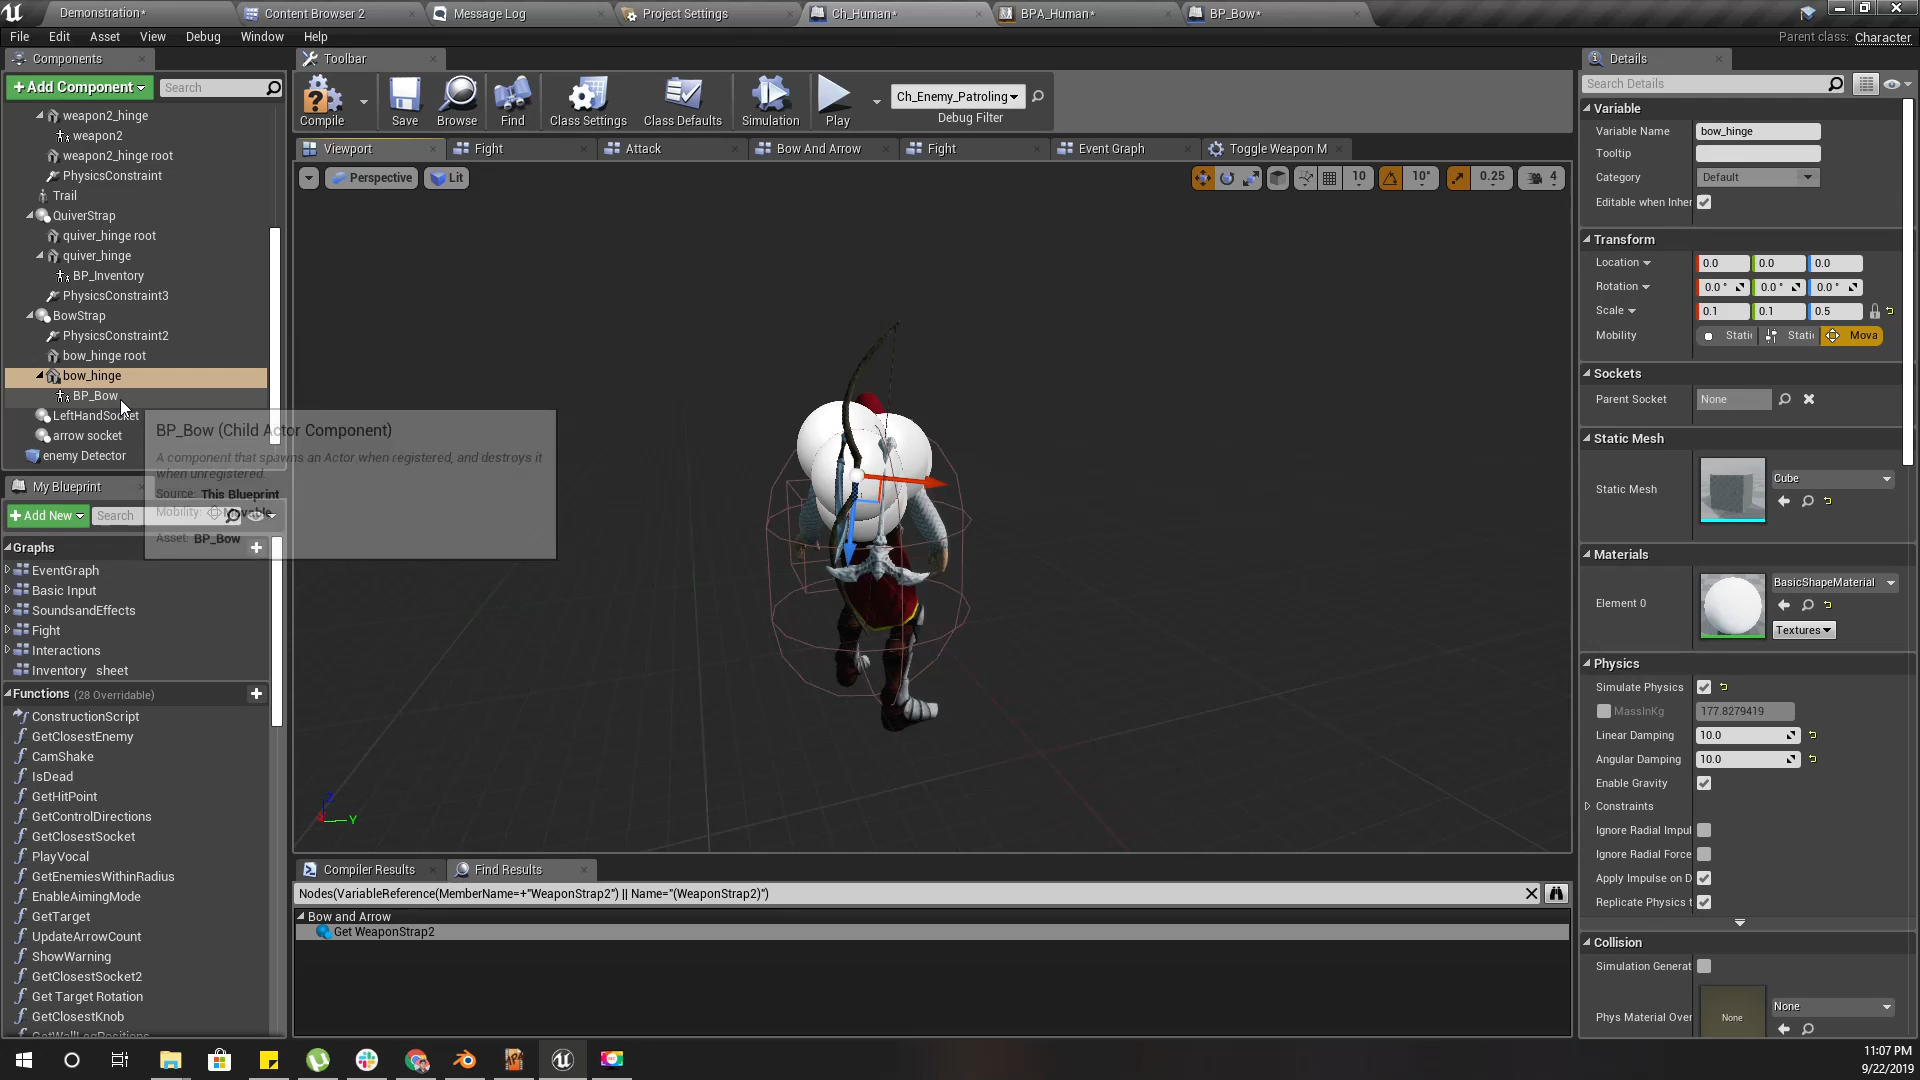 Demonstration*
Content Browser 2
Message Log
Project Settings
Ch_Human*
BPA_Human*
BP_Bow*
File Edit Asset View Debug Window Help
Parent class: Character
Components
+ Add Component
Search
weapon2_hinge
weapon2
weapon2_hinge root
PhysicsConstraint
Trail
QuiverStrap
quiver_hinge root
quiver_hinge
BP_Inventory
PhysicsConstraint3
BowStrap
PhysicsConstraint2
bow_hinge root
bow_hinge
BP_Bow
LeftHandSocket
arrow socket
enemy Detector
BP_Bow (Child Actor Component)
A component that spawns an Actor when registered, and destroys it
when unregistered.
Source: This Blueprint
Mobility: Movable
Asset: BP_Bow
My Blueprint
+ Add New
Search
Graphs
EventGraph
Basic Input
SoundsandEffects
Fight
Interactions
Inventory sheet
Functions (28 Overridable)
ConstructionScript
GetClosestEnemy
CamShake
IsDead
GetHitPoint
GetControlDirections
GetClosestSocket
PlayVocal
GetEnemiesWithinRadius
EnableAimingMode
GetTarget
UpdateArrowCount
ShowWarning
GetClosestSocket2
Get Target Rotation
GetClosestKnob
Toolbar
Compile
Save
Browse
Find
Class Settings
Class Defaults
Simulation
Play
Ch_Enemy_Patroling
Debug Filter
Viewport
Fight
Attack
Bow And Arrow
Fight
Event Graph
Toggle Weapon M
Perspective
Lit
10
10°
0.25
4
Z
Y
Compiler Results
Find Results
Nodes(VariableReference(MemberName=+"WeaponStrap2") || Name="(WeaponStrap2)")
Bow and Arrow
Get WeaponStrap2
Details
Search Details
Variable
Variable Name bow_hinge
Tooltip
Category Default
Editable when Inher
Transform
Location 0.0 0.0 0.0
Rotation 0.0 ° 0.0 ° 0.0 °
Scale 0.1 0.1 0.5
Mobility Stati Stati Mova
Sockets
Parent Socket None
Static Mesh
Static Mesh Cube
Materials
Element 0 BasicShapeMaterial
Textures
Physics
Simulate Physics
MassInKg 177.8279419
Linear Damping 10.0
Angular Damping 10.0
Enable Gravity
Constraints
Ignore Radial Impul
Ignore Radial Force
Apply Impulse on D
Replicate Physics t
Collision
Simulation Generat
Phys Material Over None None
11:07 PM
9/22/2019